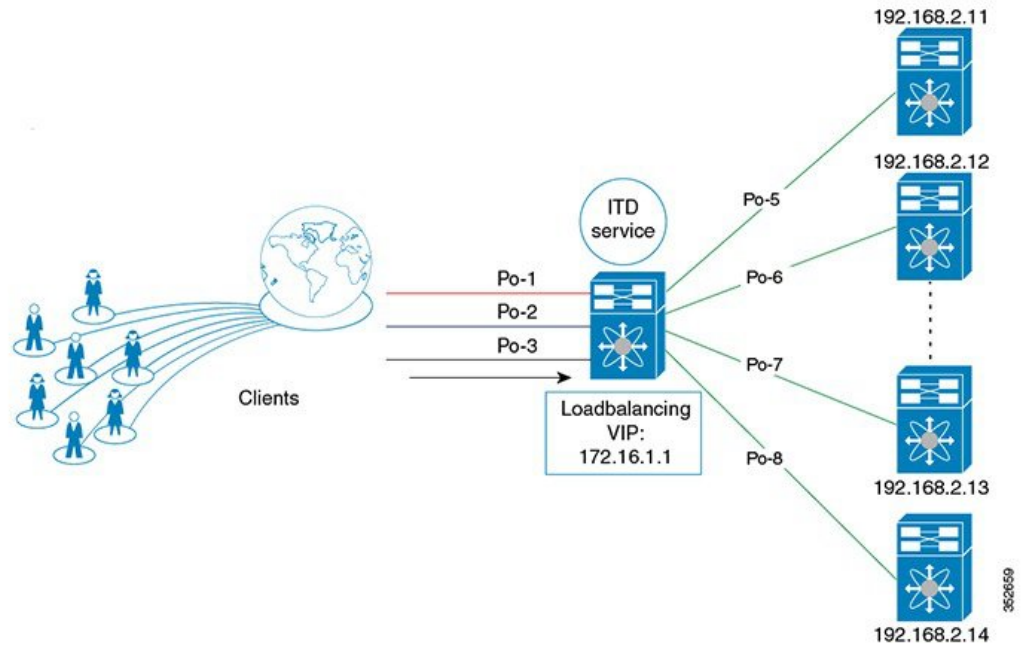 192.168.2.11
192.168.2.12
Po-5
ITD
service
Po-6
Po-1
Po-2
Po-3
Po-7
Clients
Loadbalancing
VIP:
172.16.1.1
Po-8
192.168.2.13
192.168.2.14
352659